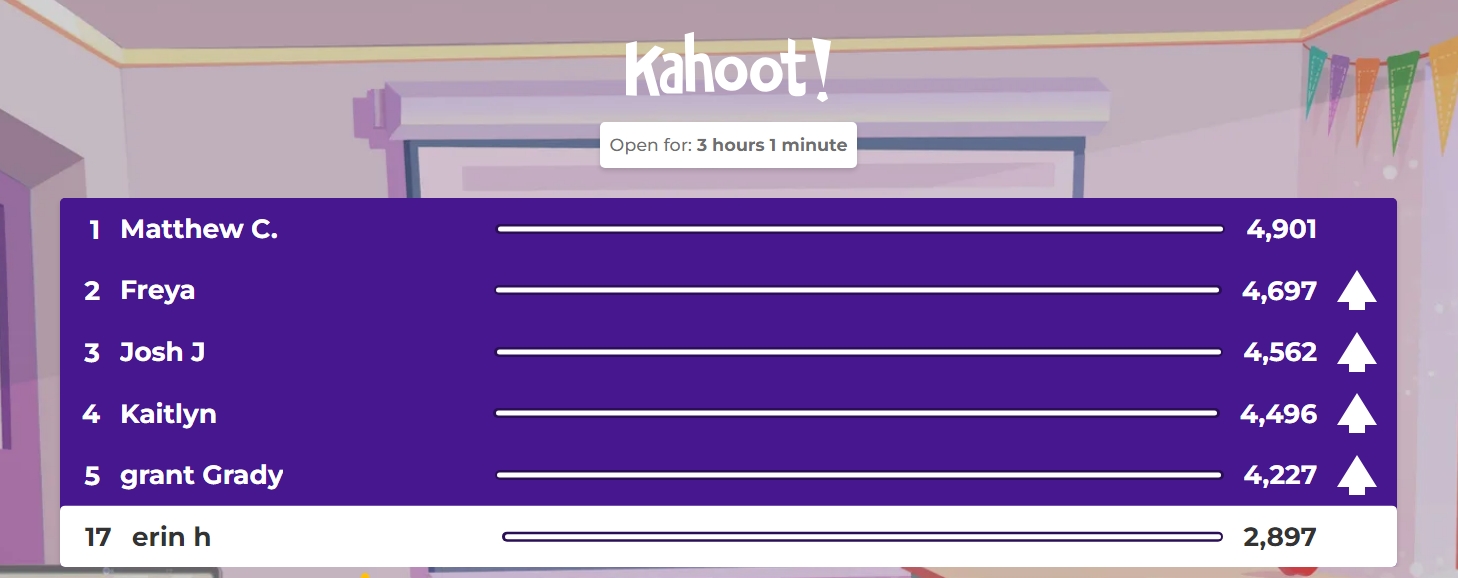 Kahoot!
Open for: 3 hours 1 minute
1 Matthew C. 4,901
2 Freya 4,697
3 Josh J 4,562
4 Kaitlyn 4,496
5 grant Grady 4,227
17 erin h 2,897